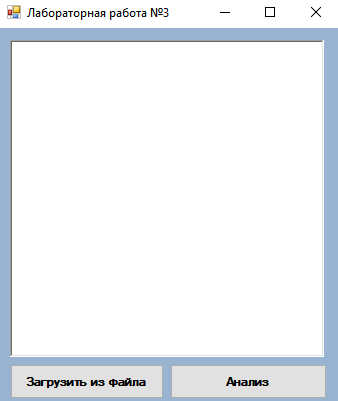 Лабораторная работа №3
Загрузить из файла
Анализ